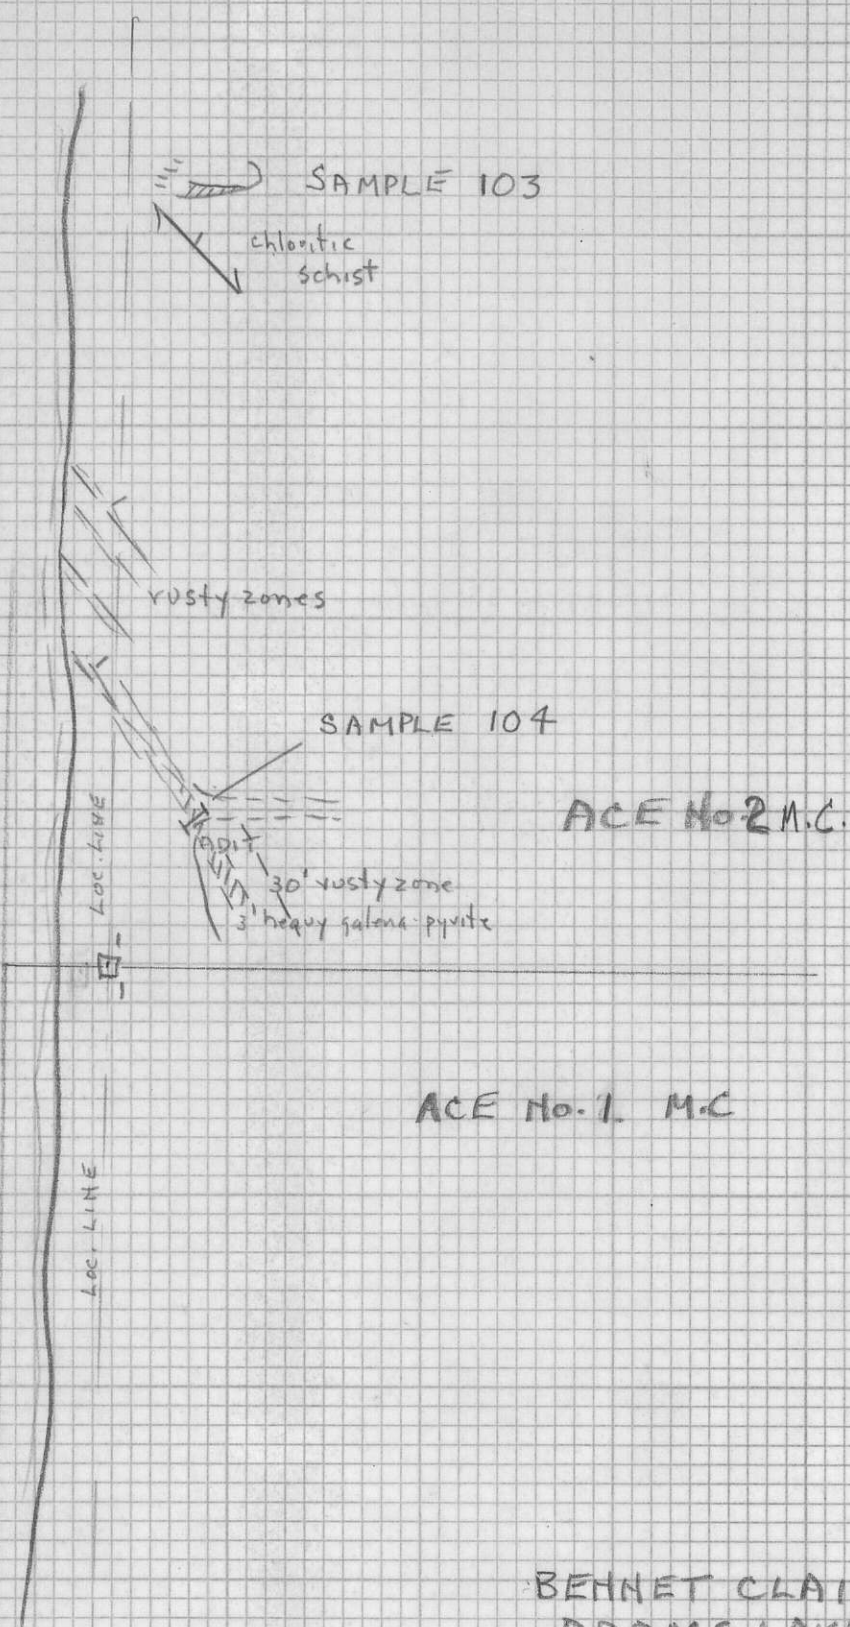 SAMPLE 103
chloritic
schist
rusty zones
SAMPLE 104
ACE No.2 M.C.
LOC. LINE
ADIT
30' rusty zone
3' heavy galena-pyrite
ACE No. 1 M.C
LOC. LINE
BENNET CLAI